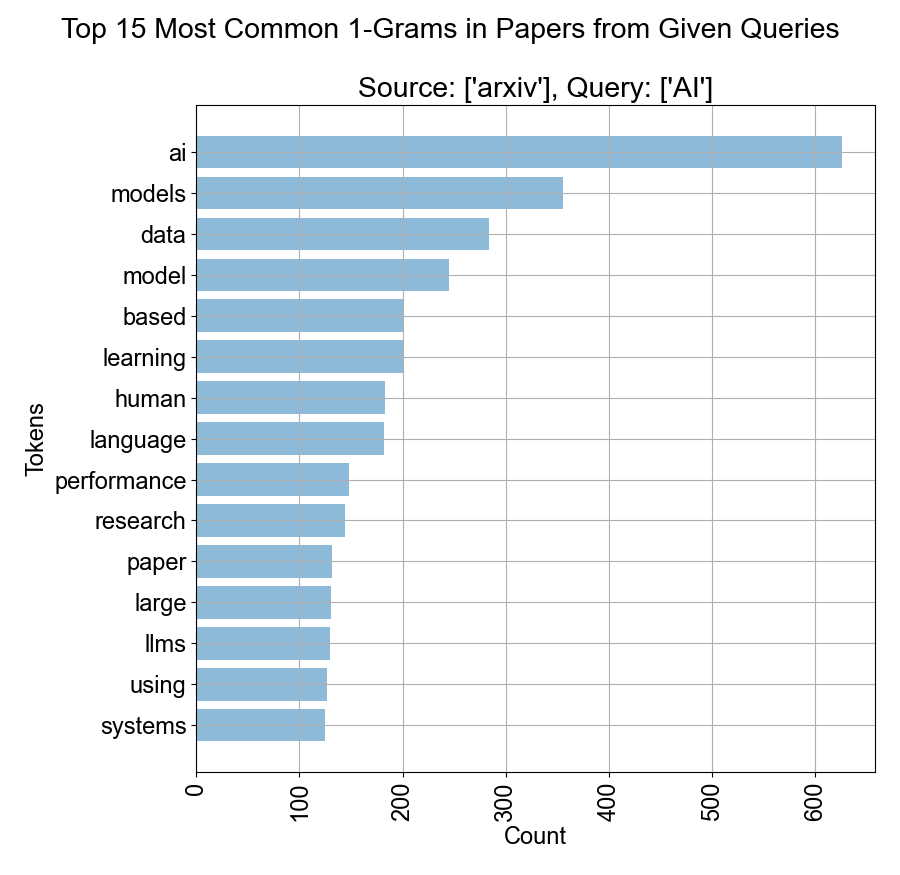 Top 15 Most Common 1-Grams in Papers from Given Queries
Source: ['arxiv'], Query: ['AI']
ai
models
data
model
based
learning
human
language
performance
research
paper
large
llms
using
systems
Tokens
0
100
200
300
400
500
600
Count